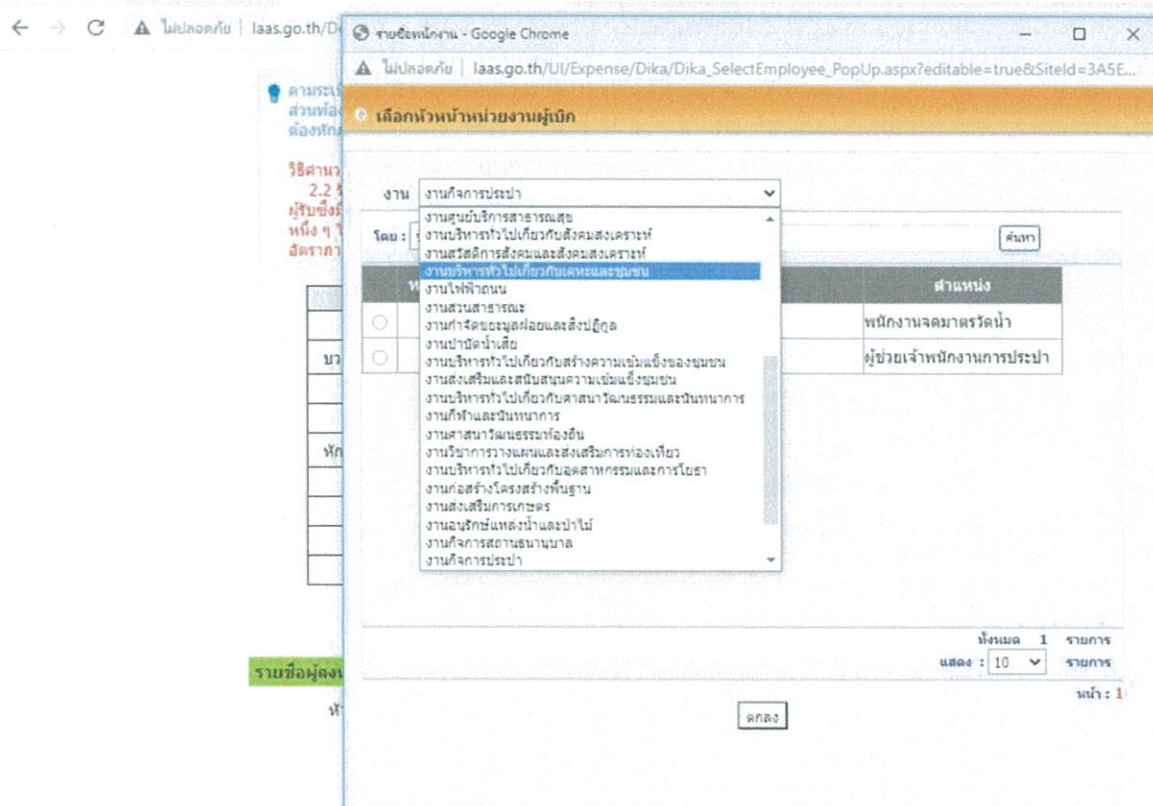 ไม่ปลอดภัย | laas.go.th/D
รายชื่อพนักงาน - Google Chrome
ไม่ปลอดภัย | laas.go.th/UI/Expense/Dika/Dika_SelectEmployee_PopUp.aspx?editable=true&SiteId=3A5E...
ตามระเบี
ส่วนท้อง
ต้องหักภ
เลือกหัวหน้าหน่วยงานผู้เบิก
วิธีคำนว
2.2
ผู้รับซึ่งมี
หนึ่ง ๆ
อัตราภา
งาน งานกิจการประปา
โดย : ค้นหา
งานศูนย์บริการสาธารณสุข
งานบริหารทั่วไปเกี่ยวกับสังคมสงเคราะห์
งานสวัสดิการสังคมและสังคมสงเคราะห์
งานบริหารทั่วไปเกี่ยวกับเคหะและชุมชน
งานไฟฟ้าถนน
งานสวนสาธารณะ
งานกำจัดขยะมูลฝอยและสิ่งปฏิกูล
งานบำบัดน้ำเสีย
งานบริหารทั่วไปเกี่ยวกับสร้างความเข้มแข็งของชุมชน
งานส่งเสริมและสนับสนุนความเข้มแข็งชุมชน
งานบริหารทั่วไปเกี่ยวกับศาสนาวัฒนธรรมและนันทนาการ
งานกีฬาและนันทนาการ
งานศาสนาวัฒนธรรมท้องถิ่น
งานวิชาการวางแผนและส่งเสริมการท่องเที่ยว
งานบริหารทั่วไปเกี่ยวกับอุตสาหกรรมและการโยธา
งานก่อสร้างโครงสร้างพื้นฐาน
งานส่งเสริมการเกษตร
งานอนุรักษ์แหล่งน้ำและป่าไม้
งานกิจการสถานธนานุบาล
งานกิจการประปา
ตำแหน่ง
พนักงานจดมาตรวัดน้ำ
ผู้ช่วยเจ้าพนักงานการประปา
บว
หัก
ทั้งหมด 1 รายการ
แสดง : 10 รายการ
หน้า : 1
รายชื่อผู้ลงน
หั
ตกลง